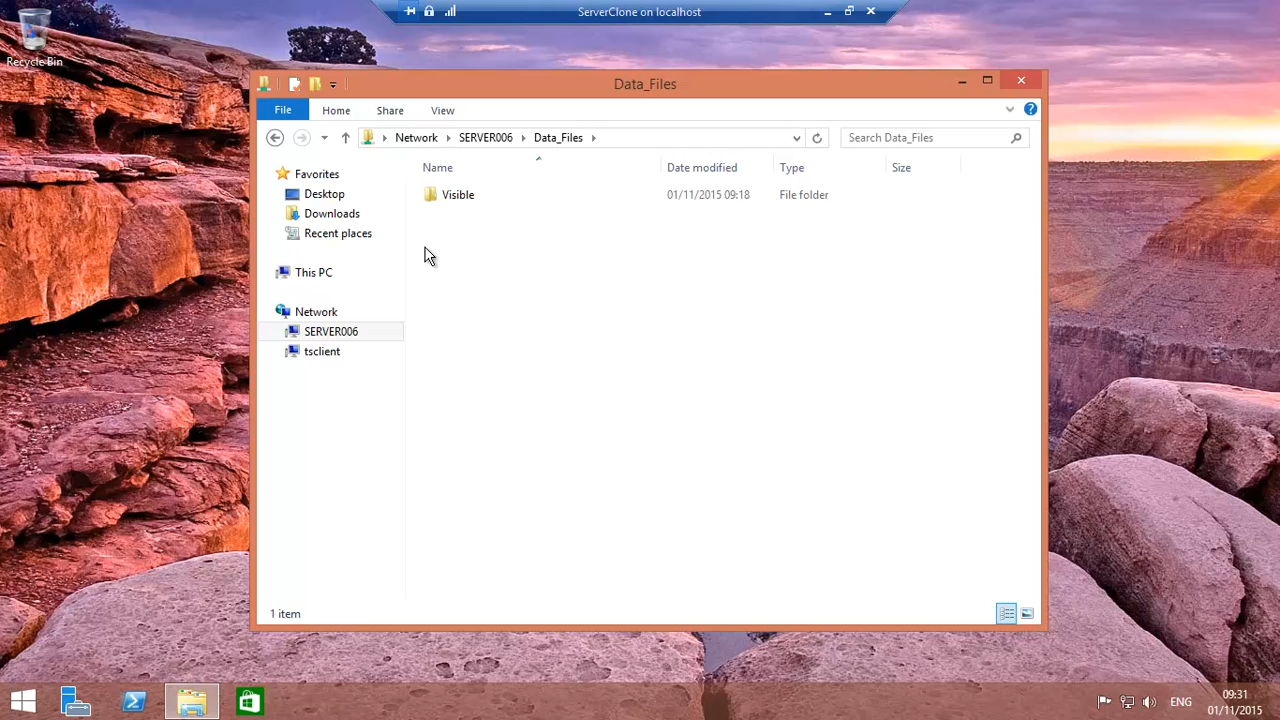 ServerClone on localhost
Recycle Bin
Data_Files
File Home Share View
Network SERVER006 Data_Files
Search Data_Files
Name Date modified Type Size
Visible 01/11/2015 09:18 File folder
Favorites
Desktop
Downloads
Recent places
This PC
Network
SERVER006
tsclient
1 item
ENG
09:31
01/11/2015